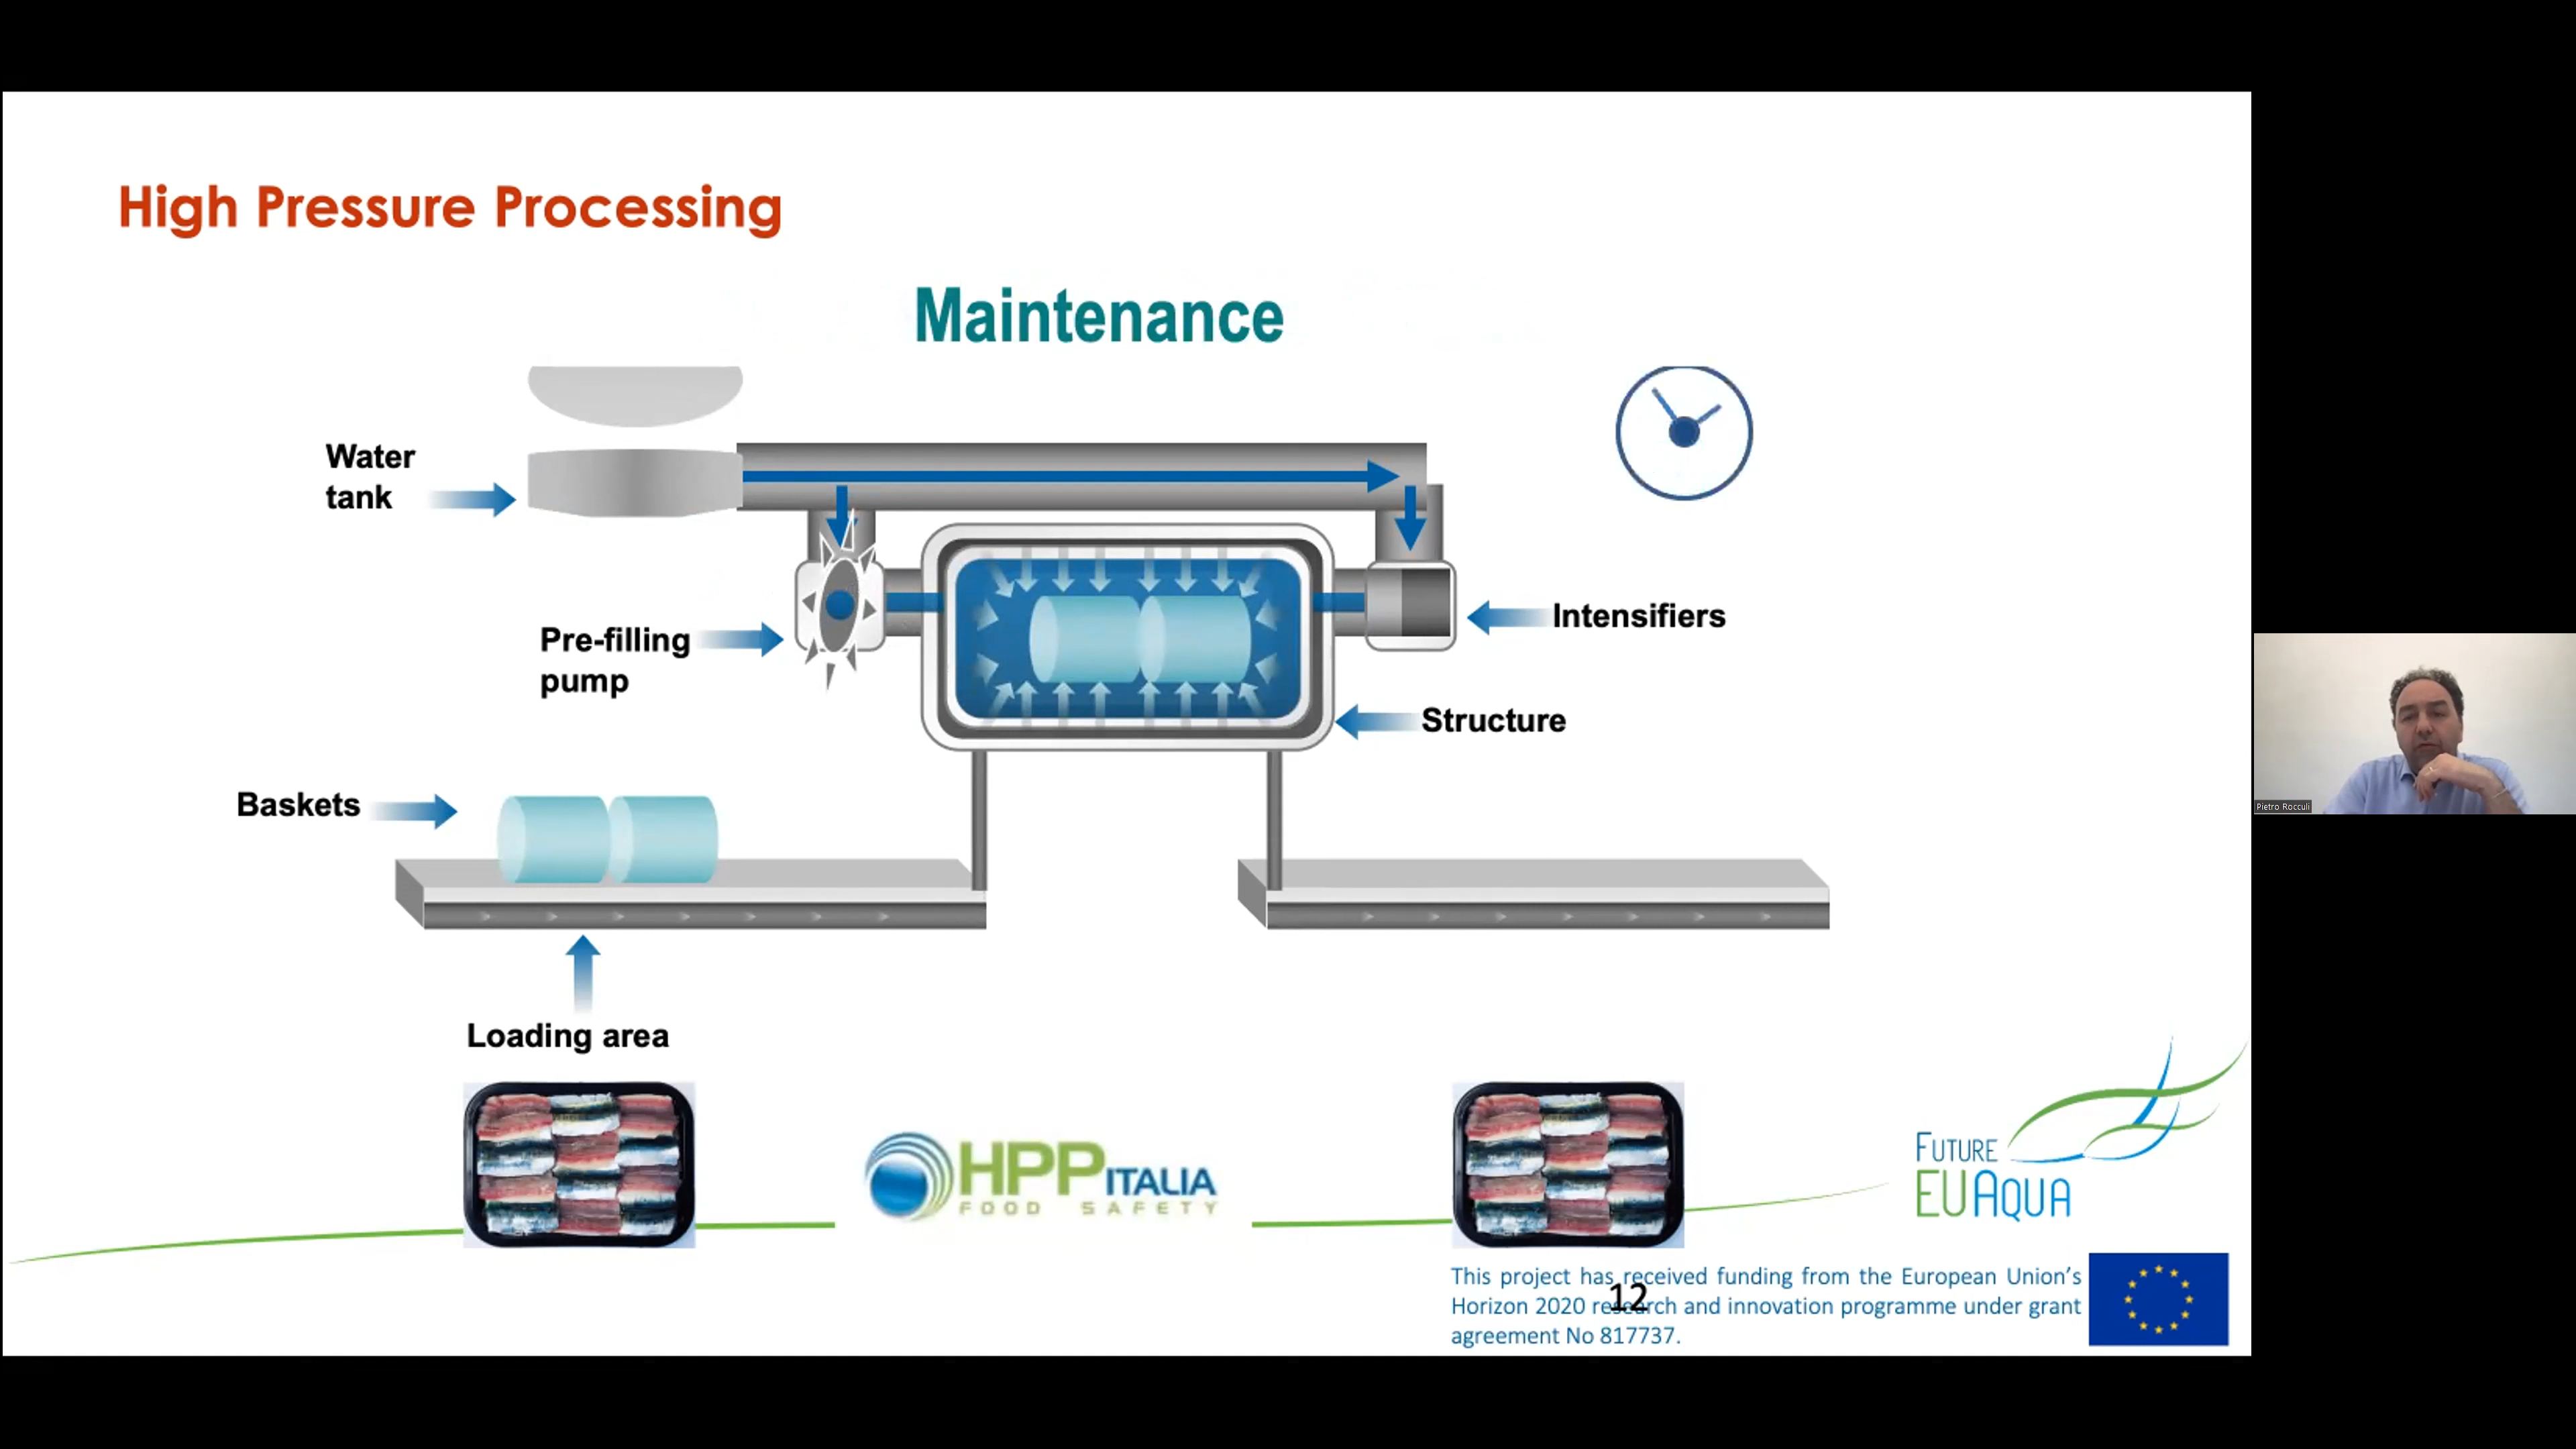 High Pressure Processing
Maintenance
Water
tank
Pre-filling
pump
Intensifiers
Structure
Baskets
Loading area
HPP ITALIA
FOOD SAFETY
FUTURE
EUAQUA
This project has received funding from the European Union's
Horizon 2020 research and innovation programme under grant
agreement No 817737.
12
Pietro Rocculi